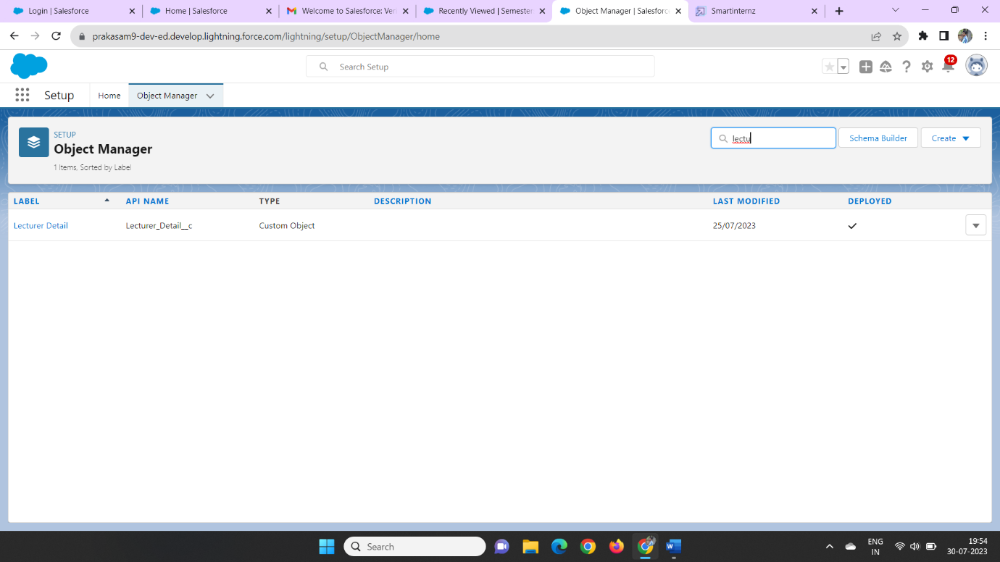 Login | Salesforce
Home | Salesforce
Welcome to Salesforce: Ver
Recently Viewed | Semester
Object Manager | Salesforc
Smartinternz
prakasam9-dev-ed.develop.lightning.force.com/lightning/setup/ObjectManager/home
Search Setup
12
Setup
Home
Object Manager
SETUP
Object Manager
1 Items, Sorted by Label
lectu
Schema Builder
Create
LABEL API NAME TYPE DESCRIPTION LAST MODIFIED DEPLOYED
Lecturer Detail Lecturer_Detail__c Custom Object 25/07/2023
Search
W
ENG
IN
19:54
30-07-2023